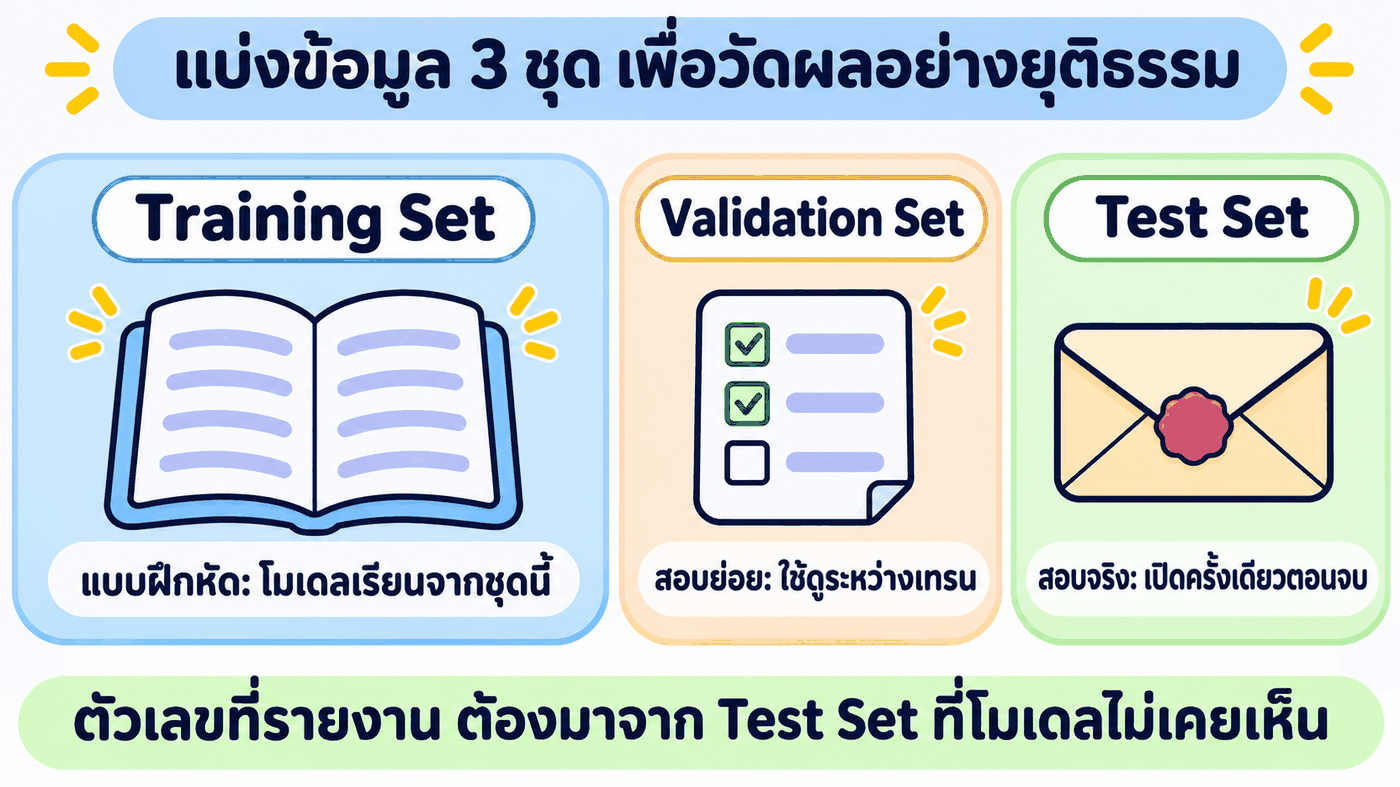 แบ่งข้อมูล 3 ชุด เพื่อวัดผลอย่างยุติธรรม
Training Set
แบบฝึกหัด: โมเดลเรียนจากชุดนี้
Validation Set
สอบย่อย: ใช้ดูระหว่างเทรน
Test Set
สอบจริง: เปิดครั้งเดียวตอนจบ
ตัวเลขที่รายงาน ต้องมาจาก Test Set ที่โมเดลไม่เคยเห็น